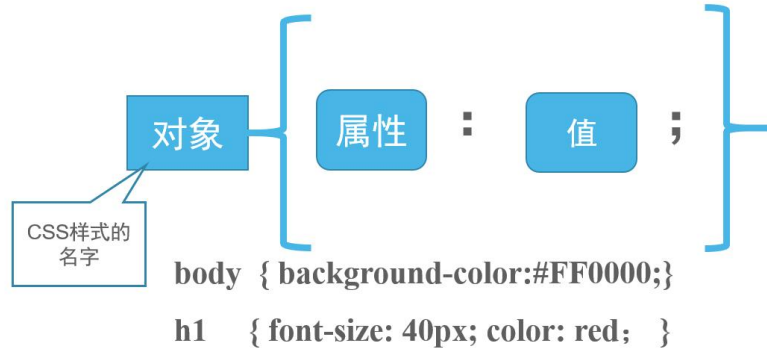 对象 { 属性 : 值 ; }
CSS样式的
名字
body { background-color:#FF0000;}
h1 { font-size: 40px; color: red； }